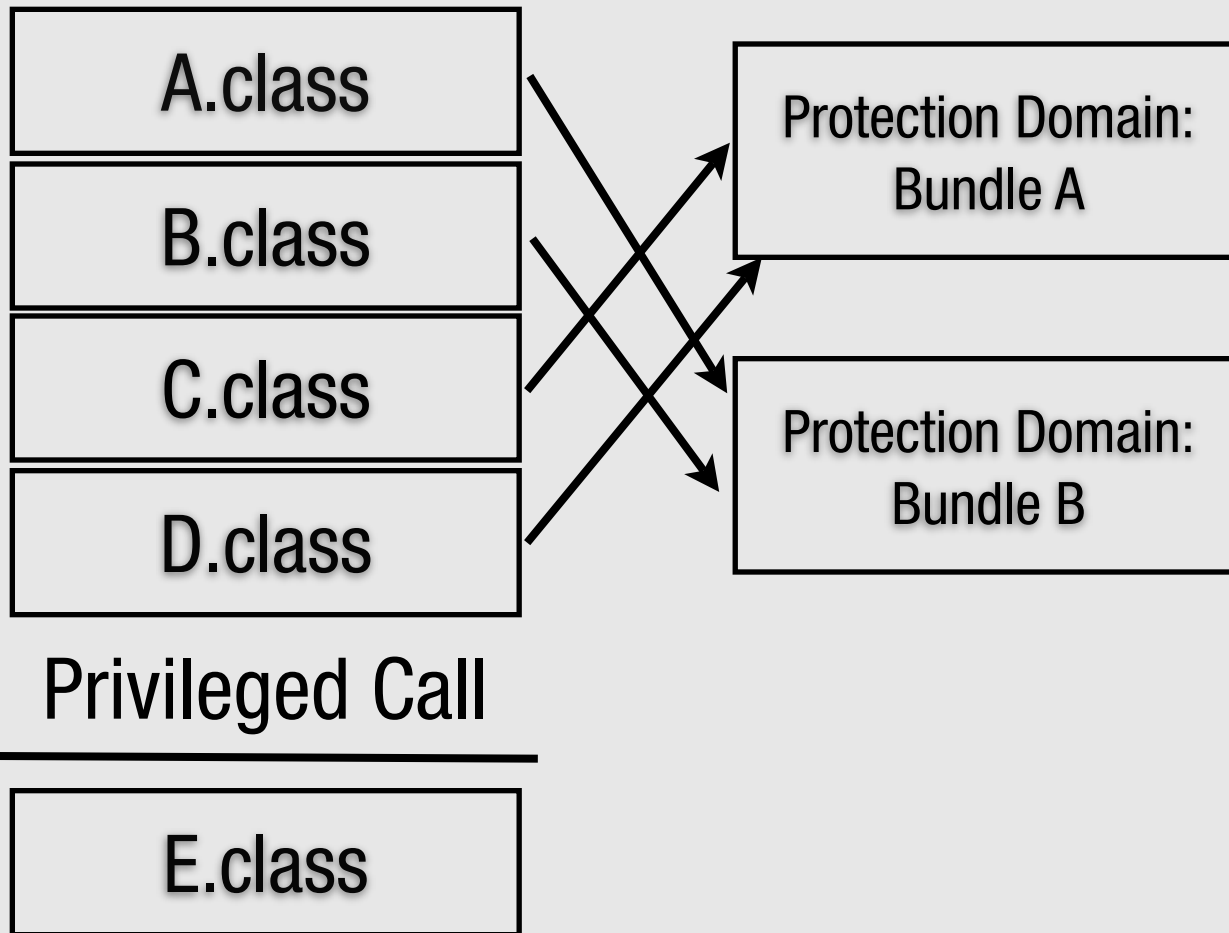 A.class
B.class
C.class
D.class
Privileged Call
E.class
Protection Domain:
Bundle A
Protection Domain:
Bundle B